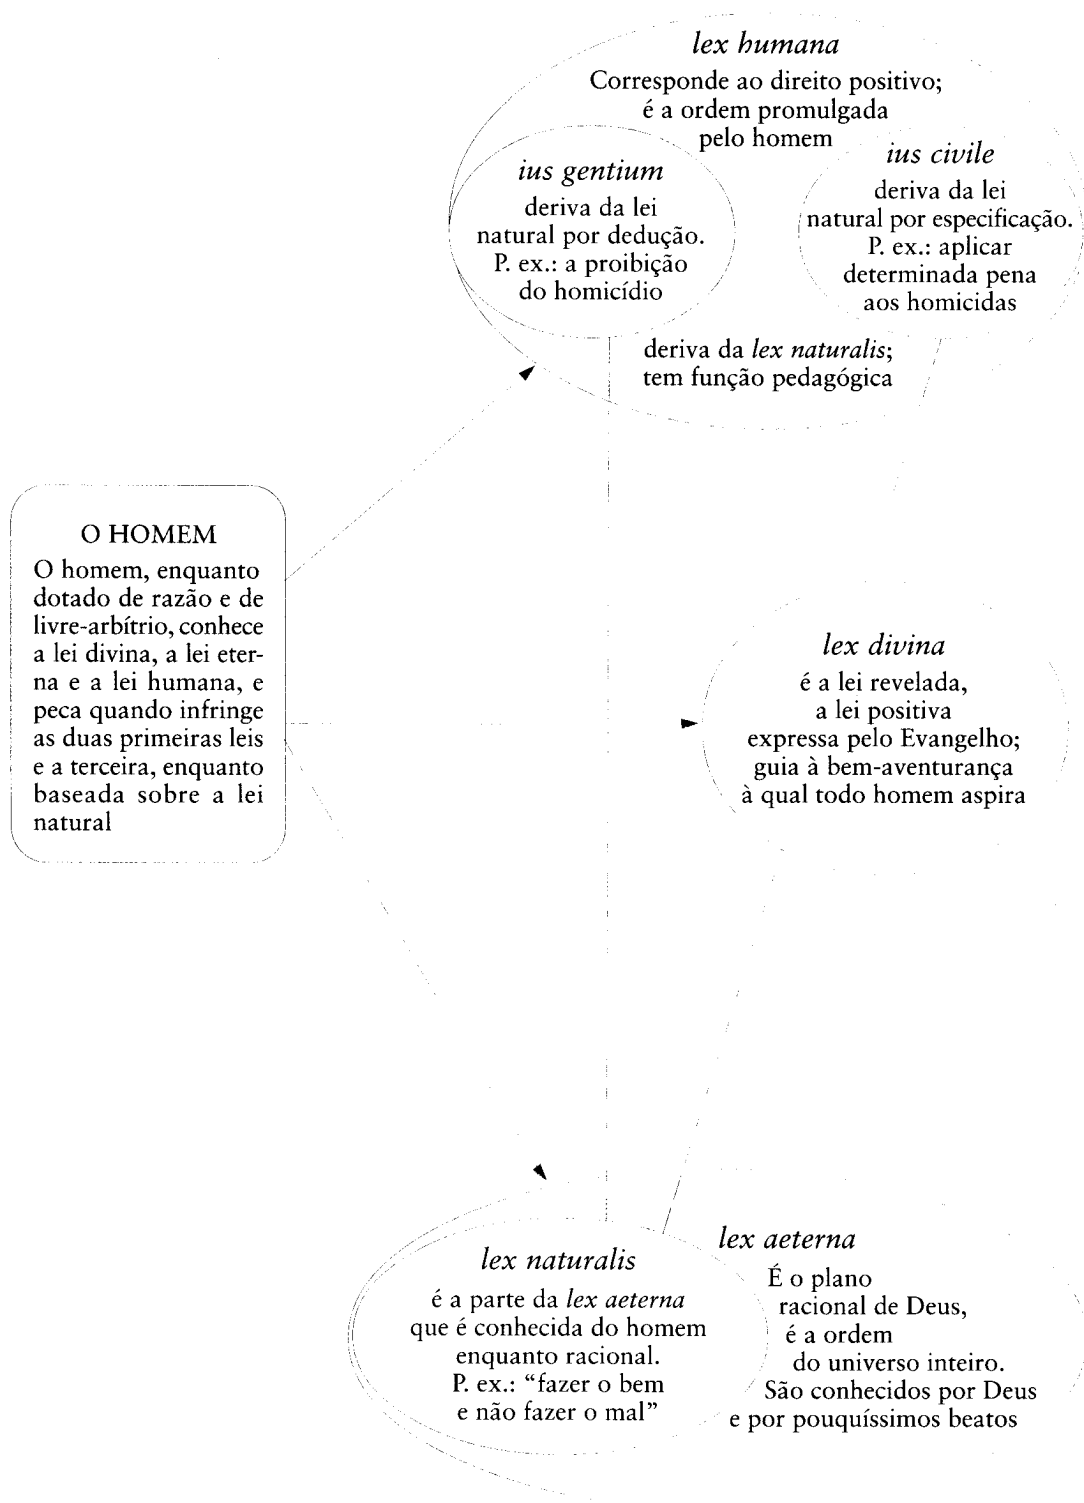 lex humana
Corresponde ao direito positivo;
é a ordem promulgada
pelo homem
ius gentium
deriva da lei
natural por dedução.
P. ex.: a proibição
do homicídio
ius civile
deriva da lei
natural por especificação.
P. ex.: aplicar
determinada pena
aos homicidas
deriva da lex naturalis;
tem função pedagógica
O HOMEM
O homem, enquanto
dotado de razão e de
livre-arbítrio, conhece
a lei divina, a lei eter-
na e a lei humana, e
peca quando infringe
as duas primeiras leis
e a terceira, enquanto
baseada sobre a lei
natural
lex divina
é a lei revelada,
a lei positiva
expressa pelo Evangelho;
guia à bem-aventurança
à qual todo homem aspira
lex naturalis
é a parte da lex aeterna
que é conhecida do homem
enquanto racional.
P. ex.: “fazer o bem
e não fazer o mal”
lex aeterna
É o plano
racional de Deus,
é a ordem
do universo inteiro.
São conhecidos por Deus
e por pouquíssimos beatos